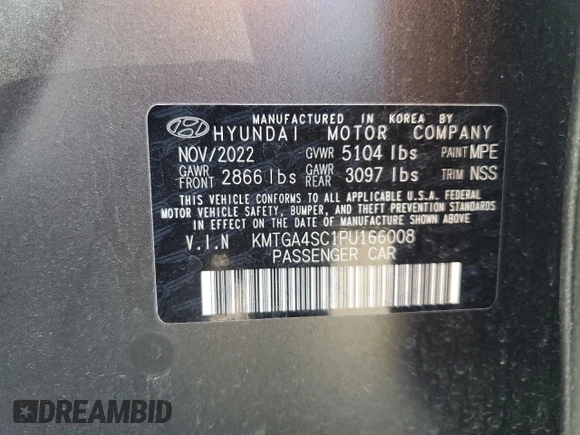 MANUFACTURED IN KOREA BY
HYUNDAI MOTOR COMPANY
NOV/2022 GVWR 5104 lbs PAINT MPE
GAWR FRONT 2866 lbs GAWR REAR 3097 lbs TRIM NSS
THIS VEHICLE CONFORMS TO ALL APPLICABLE U.S.A. FEDERAL
MOTOR VEHICLE SAFETY, BUMPER, AND THEFT PREVENTION STANDARDS
IN EFFECT ON THE DATE OF MANUFACTURE SHOWN ABOVE.
V.I.N KMTGA4SC1PU166008
PASSENGER CAR
DREAMBID